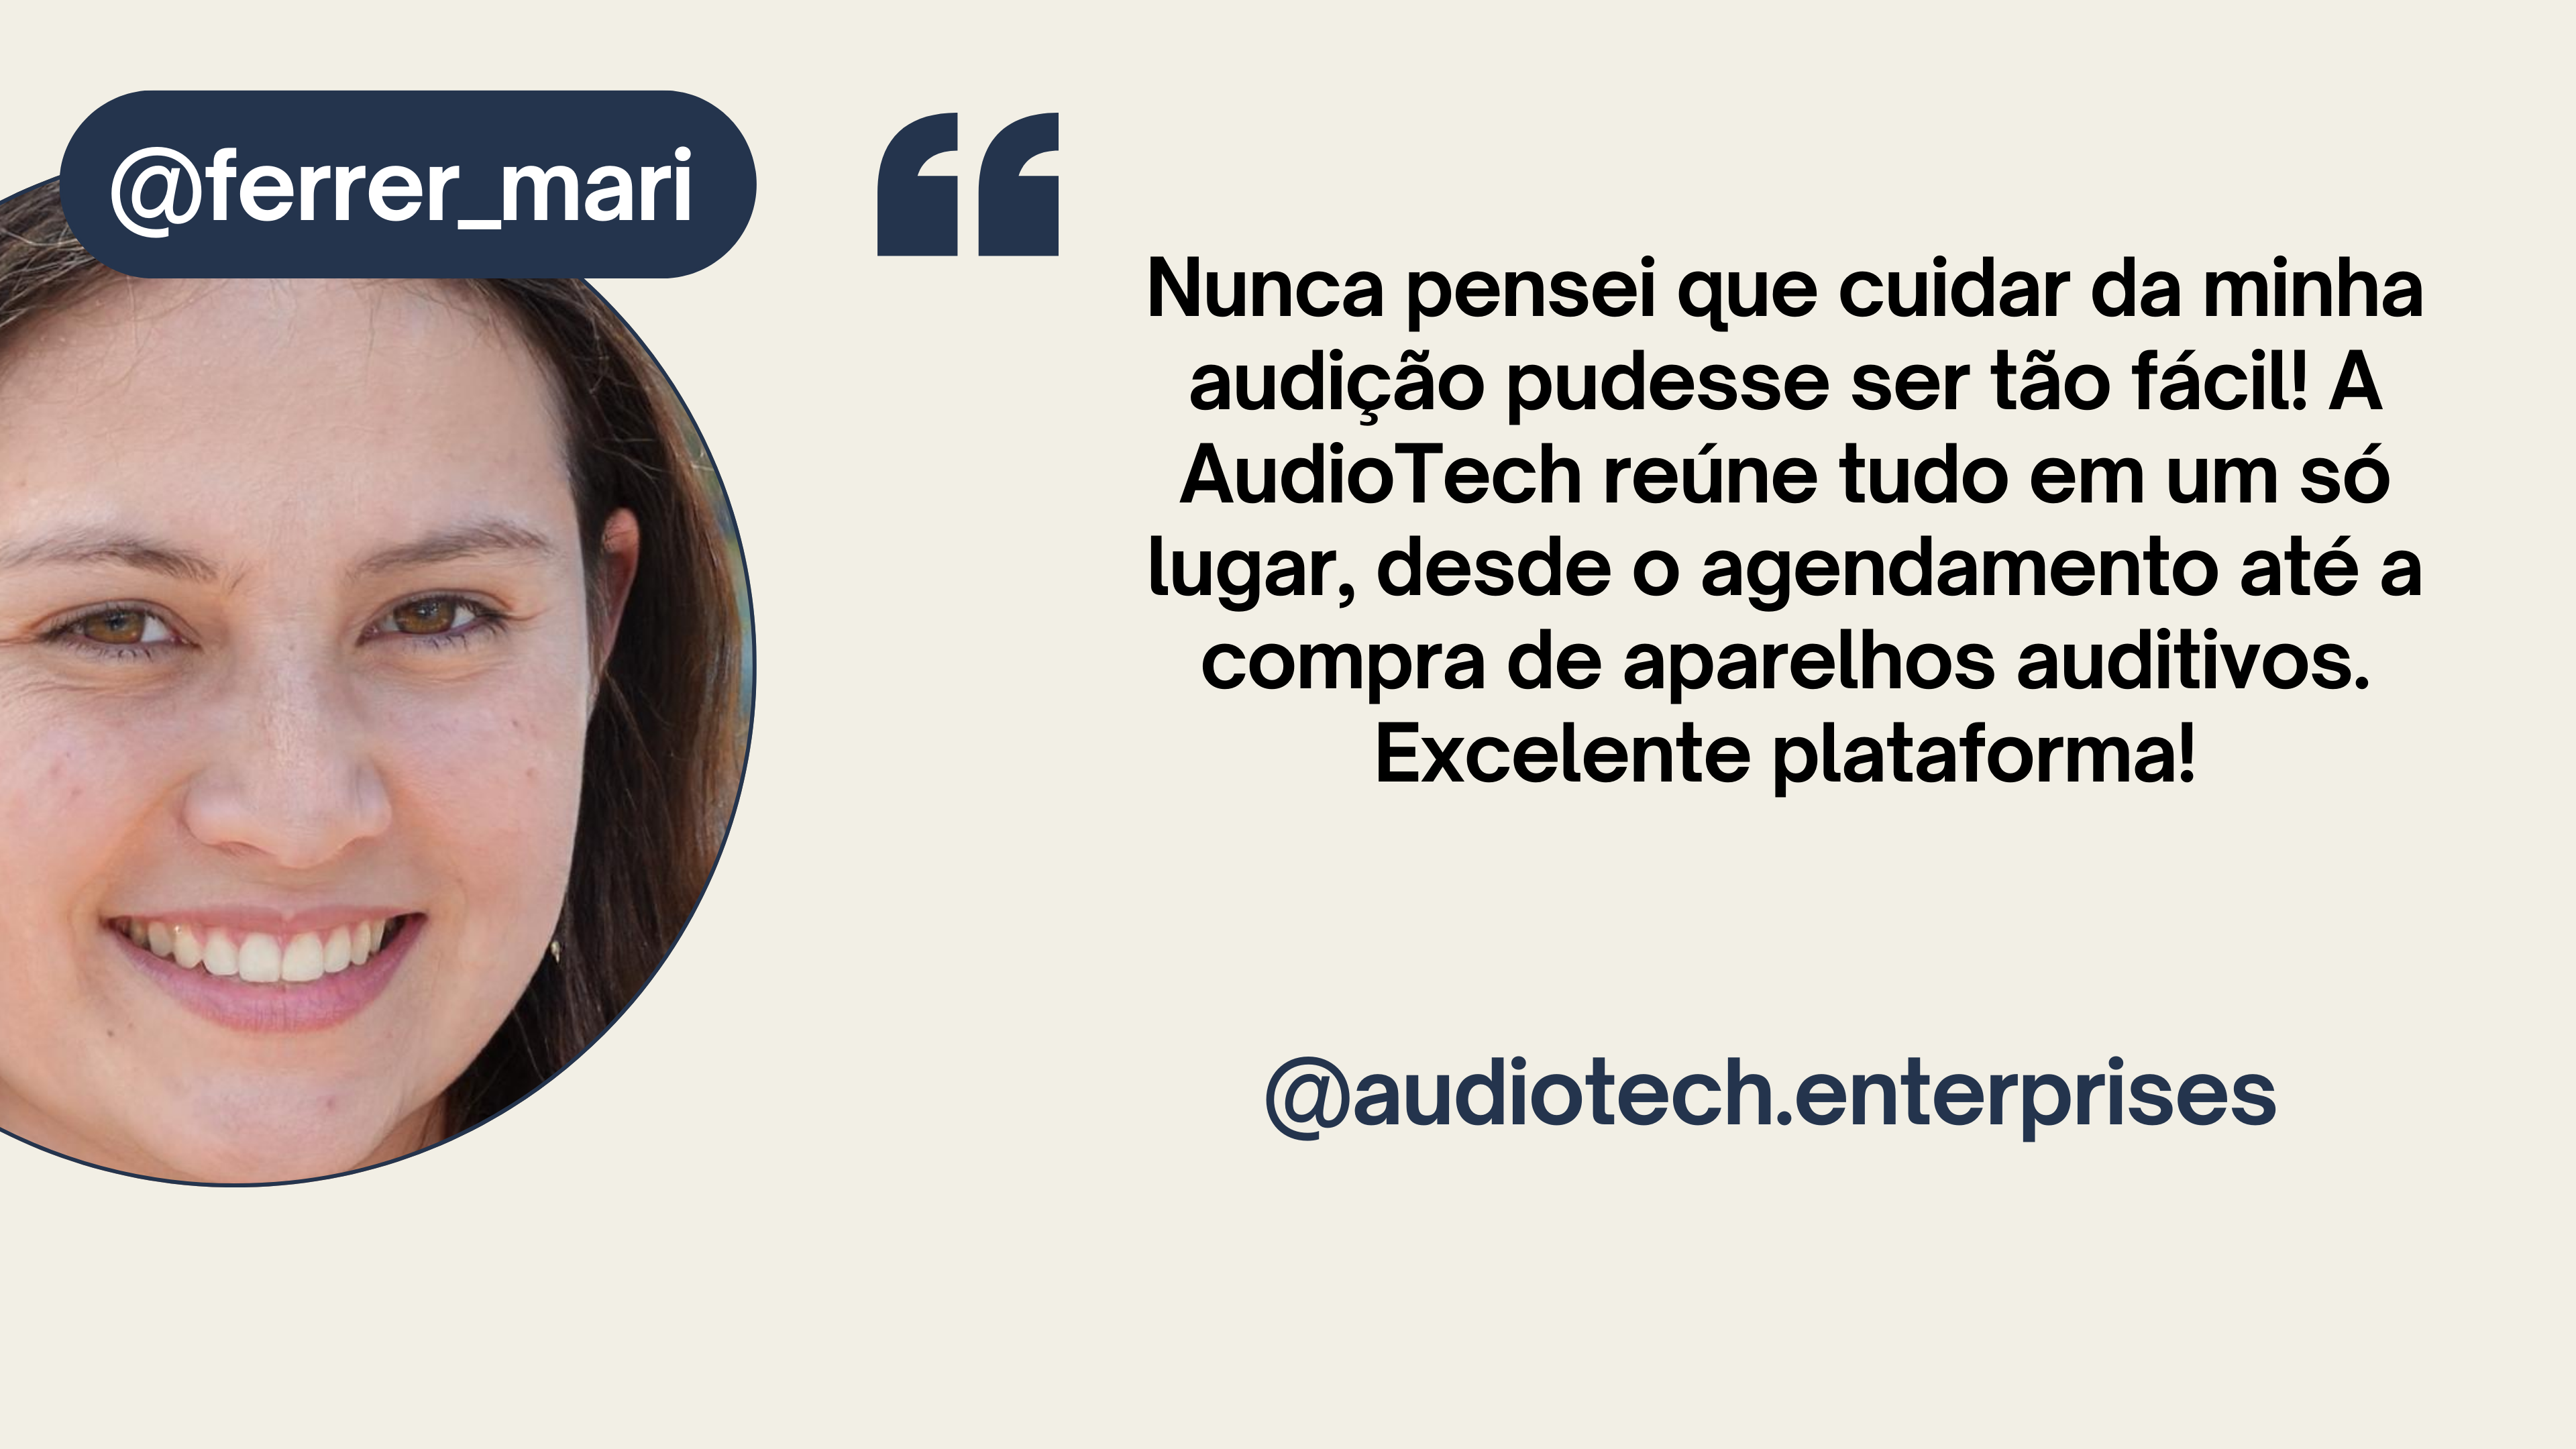 @ferrer_mari
“
Nunca pensei que cuidar da minha
audição pudesse ser tão fácil! A
AudioTech reúne tudo em um só
lugar, desde o agendamento até a
compra de aparelhos auditivos.
Excelente plataforma!
@audiotech.enterprises